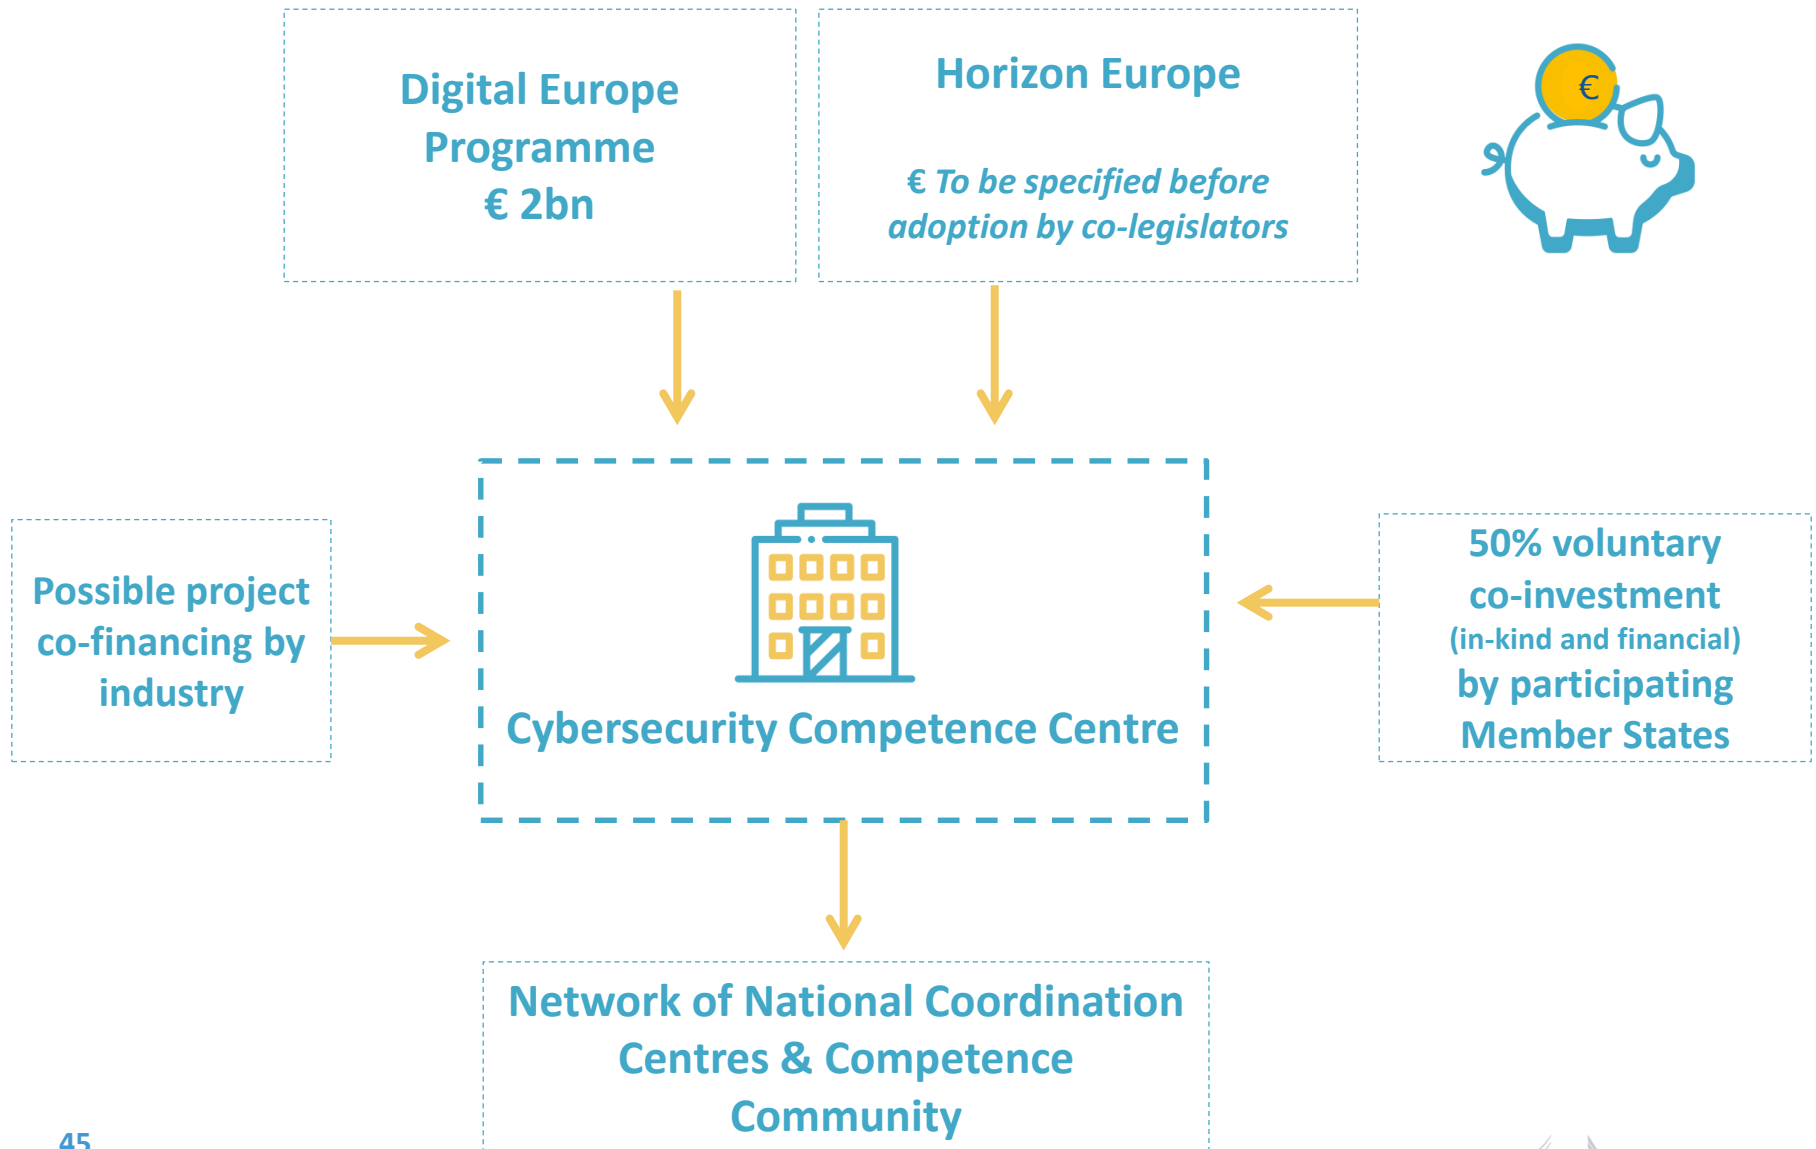 Digital Europe
Programme
€ 2bn
Horizon Europe
€ To be specified before
adoption by co-legislators
€
Possible project
co-financing by
industry
Cybersecurity Competence Centre
50% voluntary
co-investment
(in-kind and financial)
by participating
Member States
Network of National Coordination
Centres & Competence
Community
45